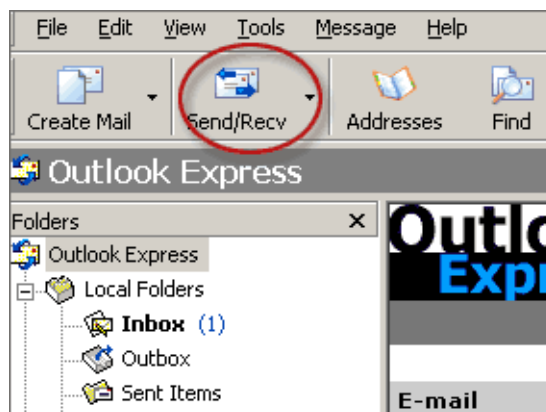 File Edit View Tools Message Help
Create Mail Send/Recv Addresses Find
Outlook Express
Folders
Outlook Express
Local Folders
Inbox (1)
Outbox
Sent Items
Outlo
Expr
E-mail